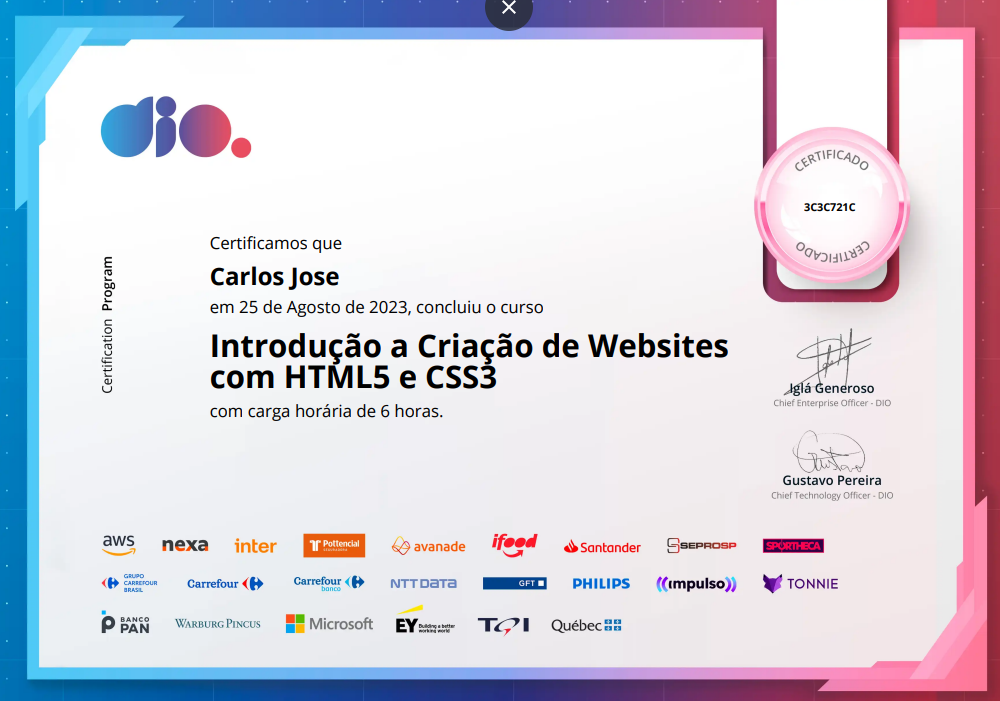 dio.
CERTIFICADO
3C3C721C
CERTIFICADO
Certification Program
Certificamos que
Carlos Jose
em 25 de Agosto de 2023, concluiu o curso
Introdução a Criação de Websites
com HTML5 e CSS3
com carga horária de 6 horas.
Iglá Generoso
Chief Enterprise Officer - DIO
Gustavo Pereira
Chief Technology Officer - DIO
aws nexa inter Pottencial SEGURADORA avanade ifood Santander SEPROSP SPORTHECA
GRUPO CARREFOUR BRASIL Carrefour Carrefour banco NTT DATA GFT PHILIPS impulso TONNIE
BANCO PAN WARBURG PINCUS Microsoft EY Building a better working world TQI Québec